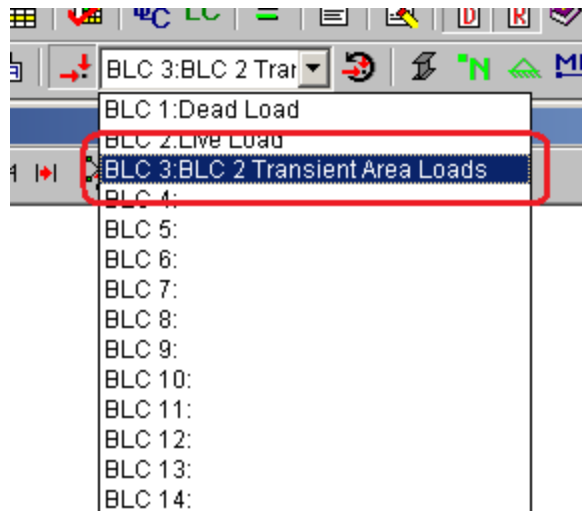 D R
BLC 3:BLC 2 Trar
N
BLC 1:Dead Load
BLC 2:Live Load
BLC 3:BLC 2 Transient Area Loads
BLC 4:
BLC 5:
BLC 6:
BLC 7:
BLC 8:
BLC 9:
BLC 10:
BLC 11:
BLC 12:
BLC 13:
BLC 14: